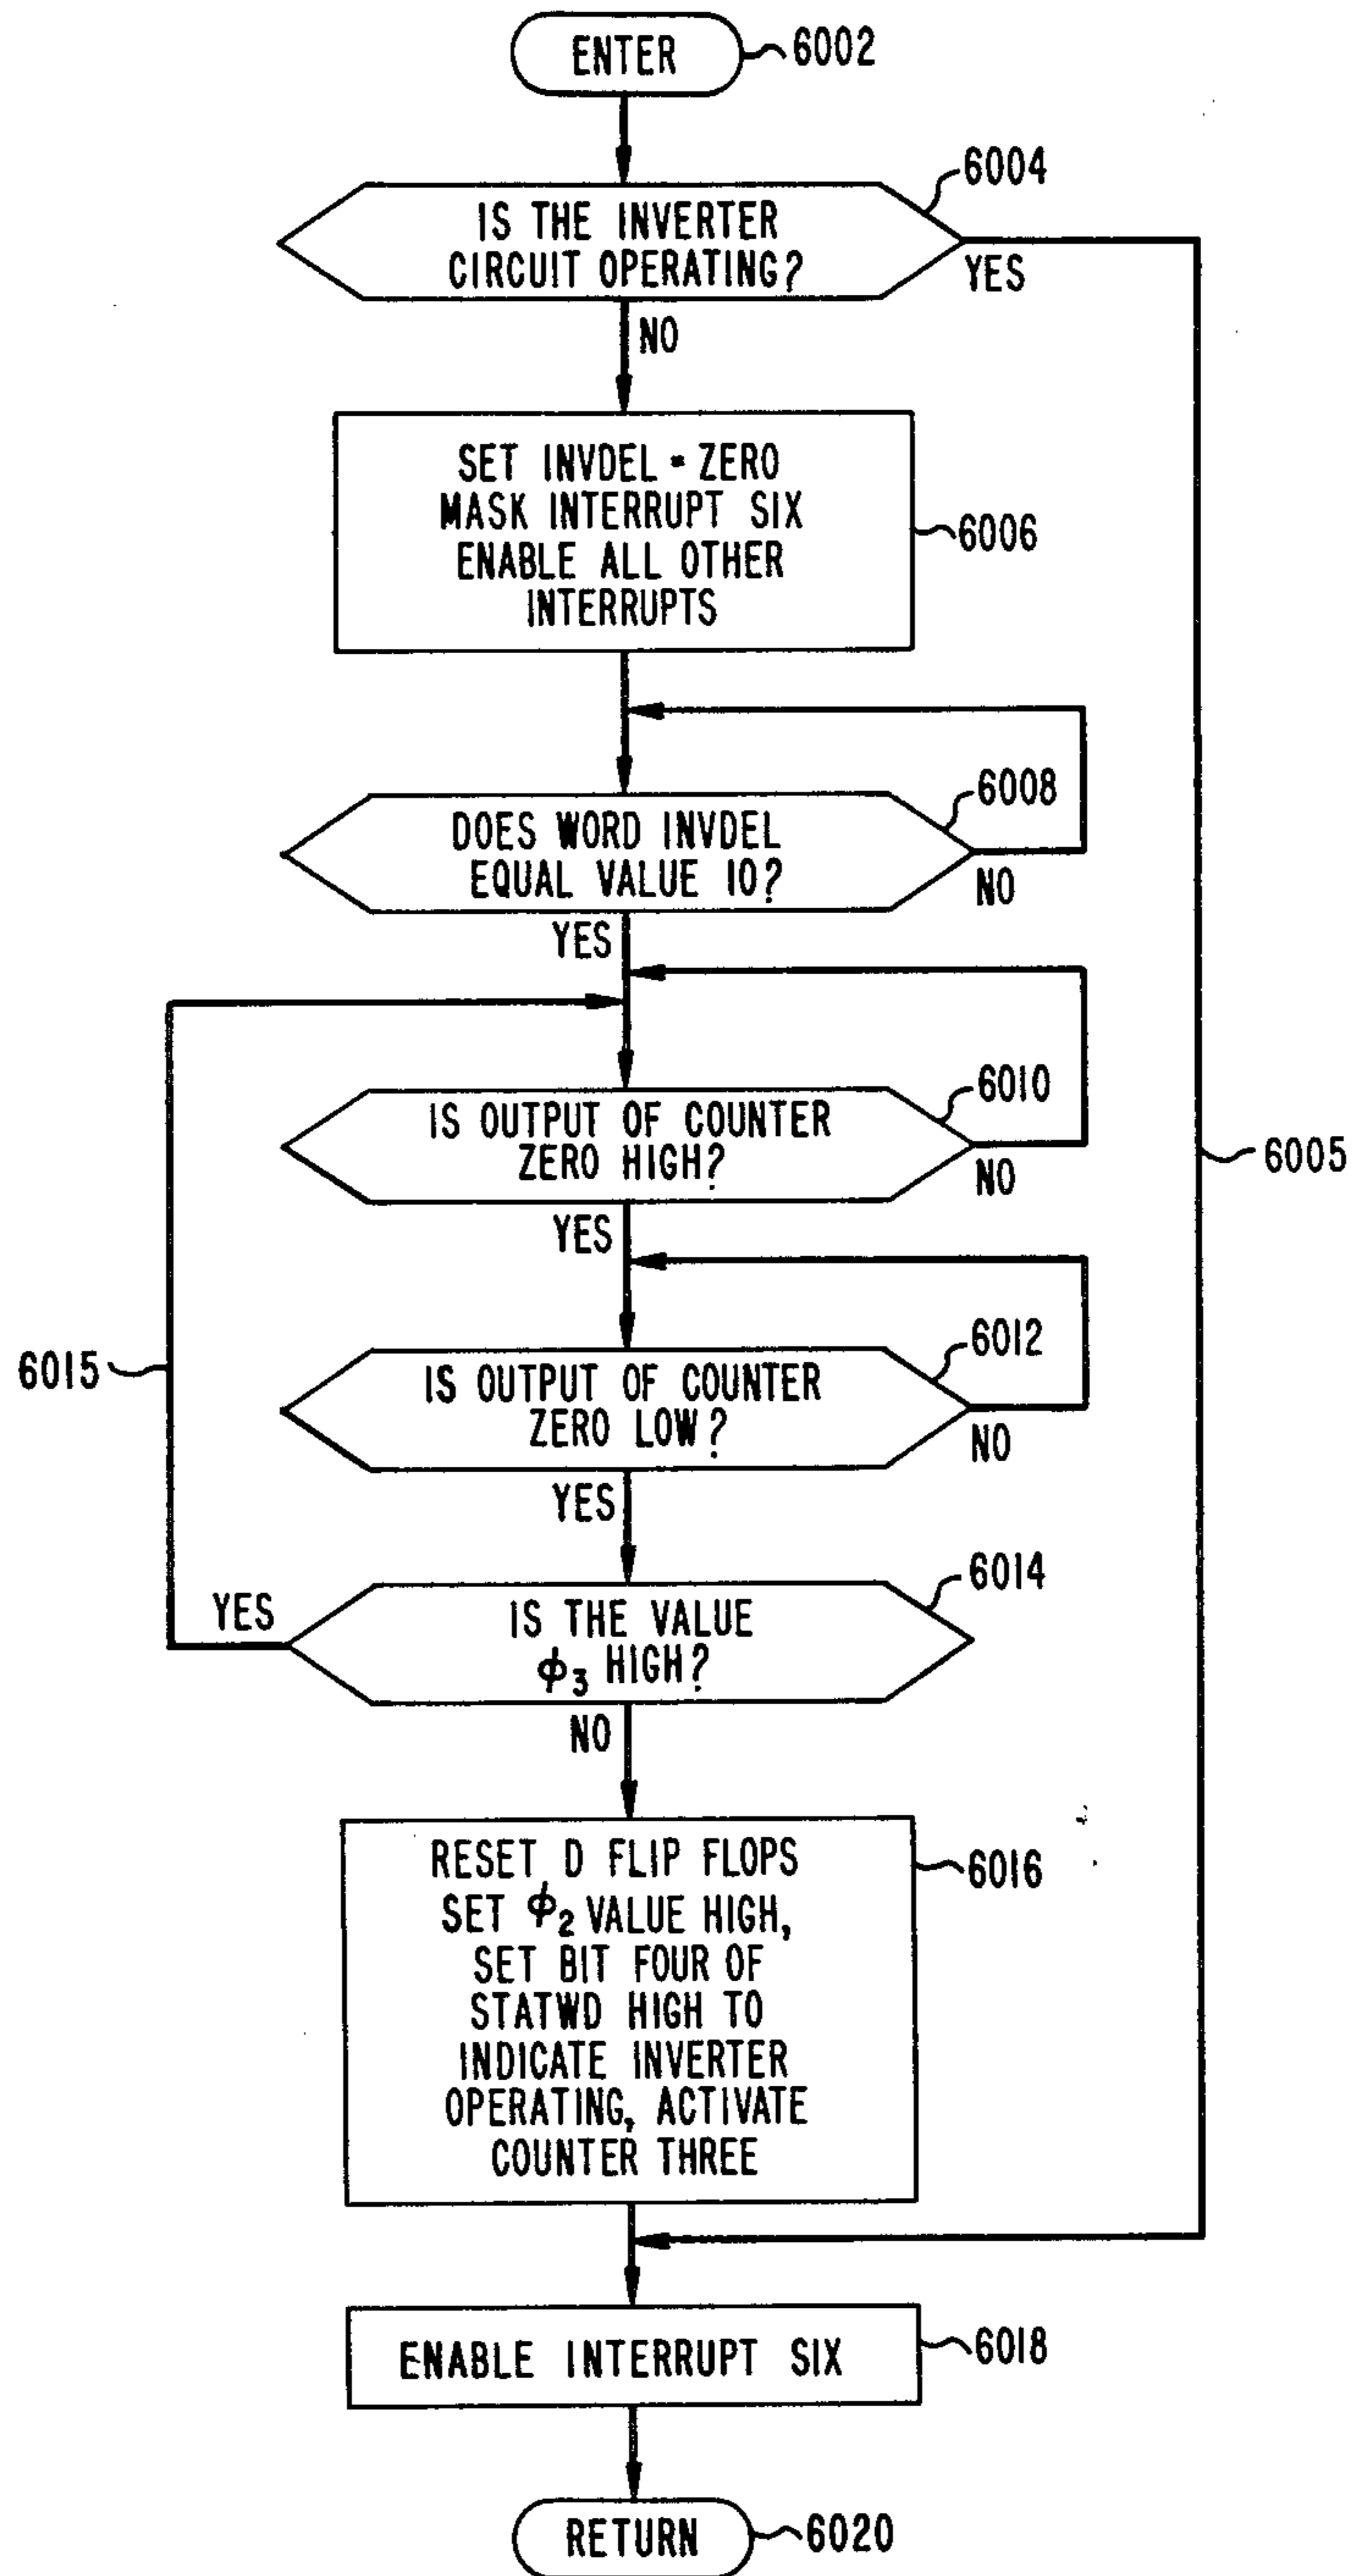 ENTER
6002
6004
IS THE INVERTER
CIRCUIT OPERATING?
YES
NO
SET INVDEL = ZERO
MASK INTERRUPT SIX
ENABLE ALL OTHER
INTERRUPTS
6006
6008
DOES WORD INVDEL
EQUAL VALUE 10?
NO
YES
6010
IS OUTPUT OF COUNTER
ZERO HIGH?
NO
6005
YES
6012
6015
IS OUTPUT OF COUNTER
ZERO LOW?
NO
YES
6014
YES
IS THE VALUE
ϕ₃ HIGH?
NO
RESET D FLIP FLOPS
6016
SET ϕ₂ VALUE HIGH,
SET BIT FOUR OF
STATWD HIGH TO
INDICATE INVERTER
OPERATING, ACTIVATE
COUNTER THREE
ENABLE INTERRUPT SIX
6018
RETURN
6020